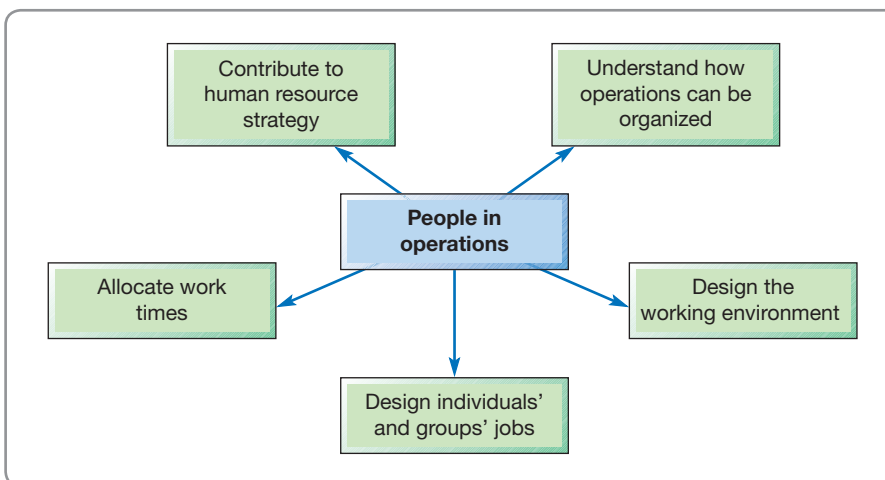 Contribute to
human resource
strategy
Understand how
operations can be
organized
People in
operations
Allocate work
times
Design the
working environment
Design individuals’
and groups’ jobs